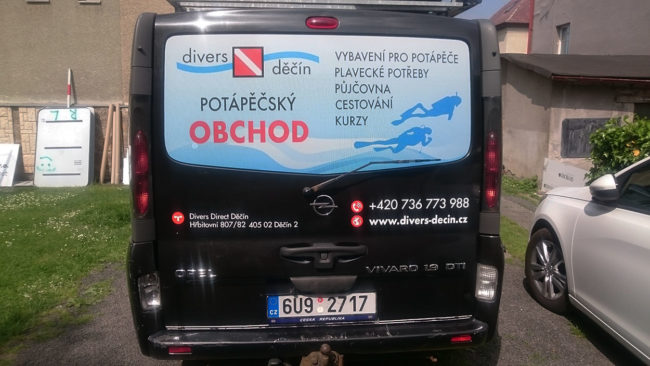 divers děčín
POTÁPĚČSKÝ
OBCHOD
VYBAVENÍ PRO POTÁPĚČE
PLAVECKÉ POTŘEBY
PŮJČOVNA
CESTOVÁNÍ
KURZY
Divers Direct Děčín
Hřbitovní 807/82 405 02 Děčín 2
+420 736 773 988
www.divers-decin.cz
OPEL
VIVARO 1.9 DTI
CZ
6U9 2717
CESKA REPUBLIKA